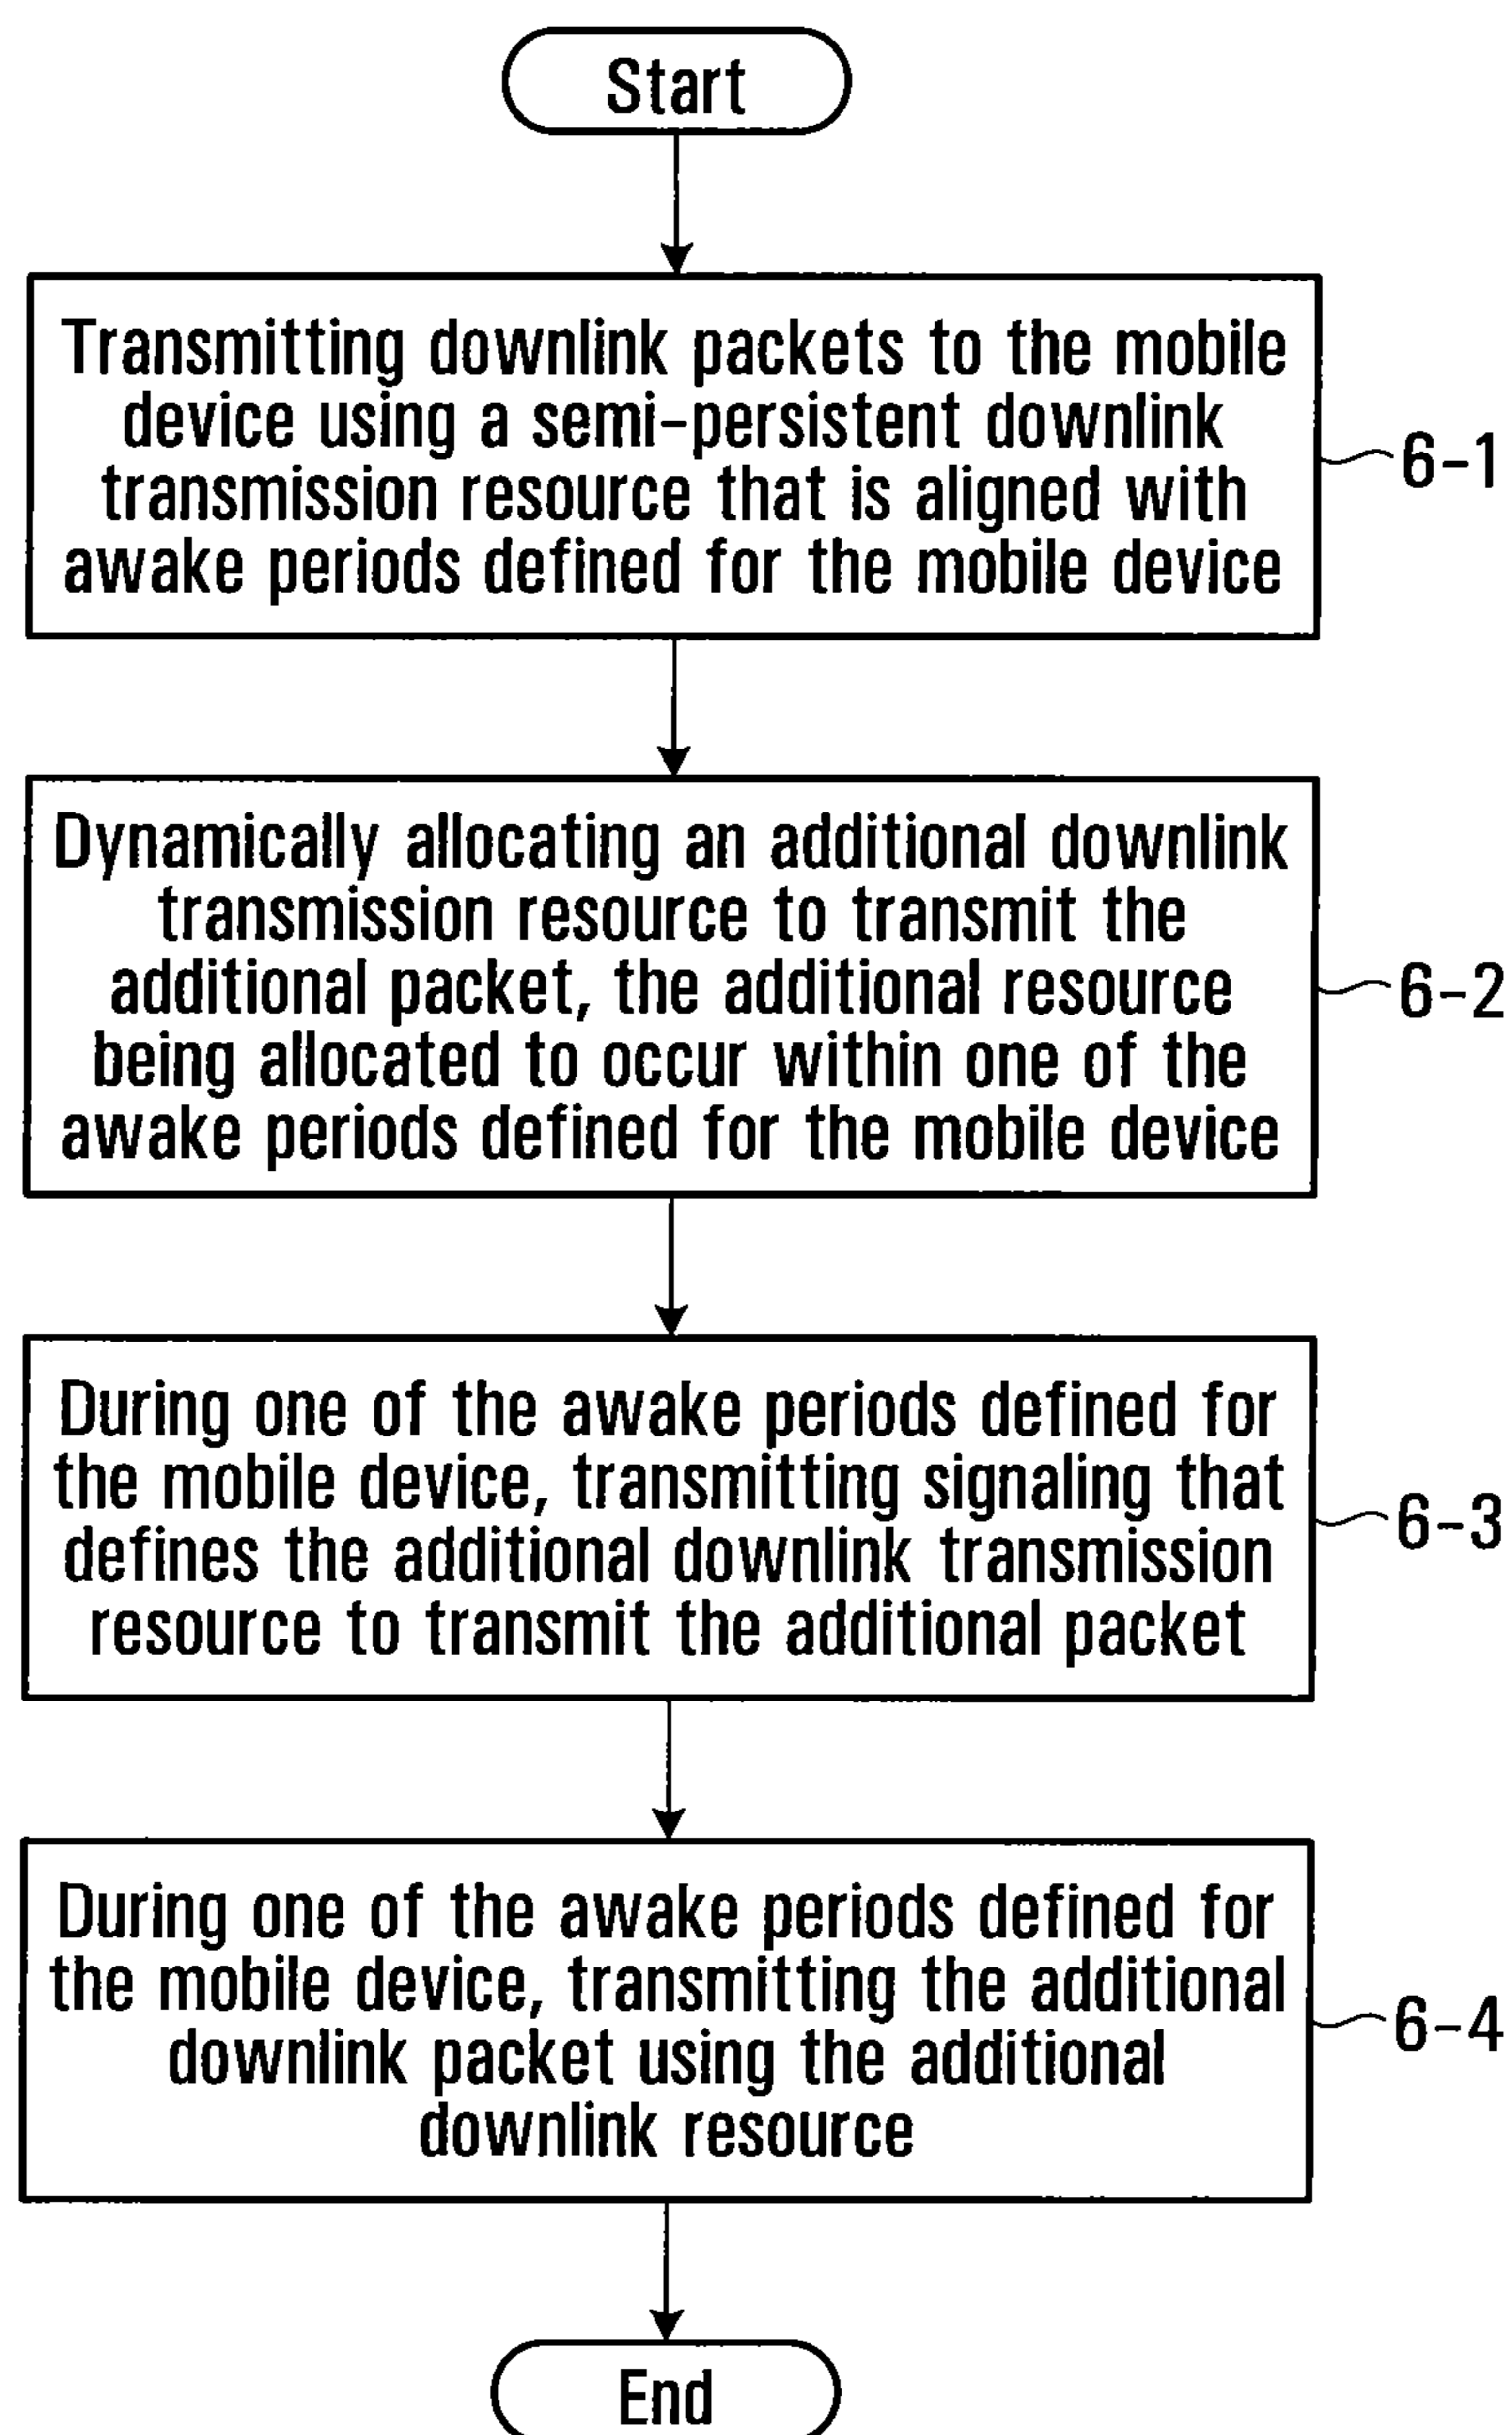 Start
Transmitting downlink packets to the mobile
device using a semi-persistent downlink
transmission resource that is aligned with
awake periods defined for the mobile device
6-1
Dynamically allocating an additional downlink
transmission resource to transmit the
additional packet, the additional resource
being allocated to occur within one of the
awake periods defined for the mobile device
6-2
During one of the awake periods defined for
the mobile device, transmitting signaling that
defines the additional downlink transmission
resource to transmit the additional packet
6-3
During one of the awake periods defined for
the mobile device, transmitting the additional
downlink packet using the additional
downlink resource
6-4
End